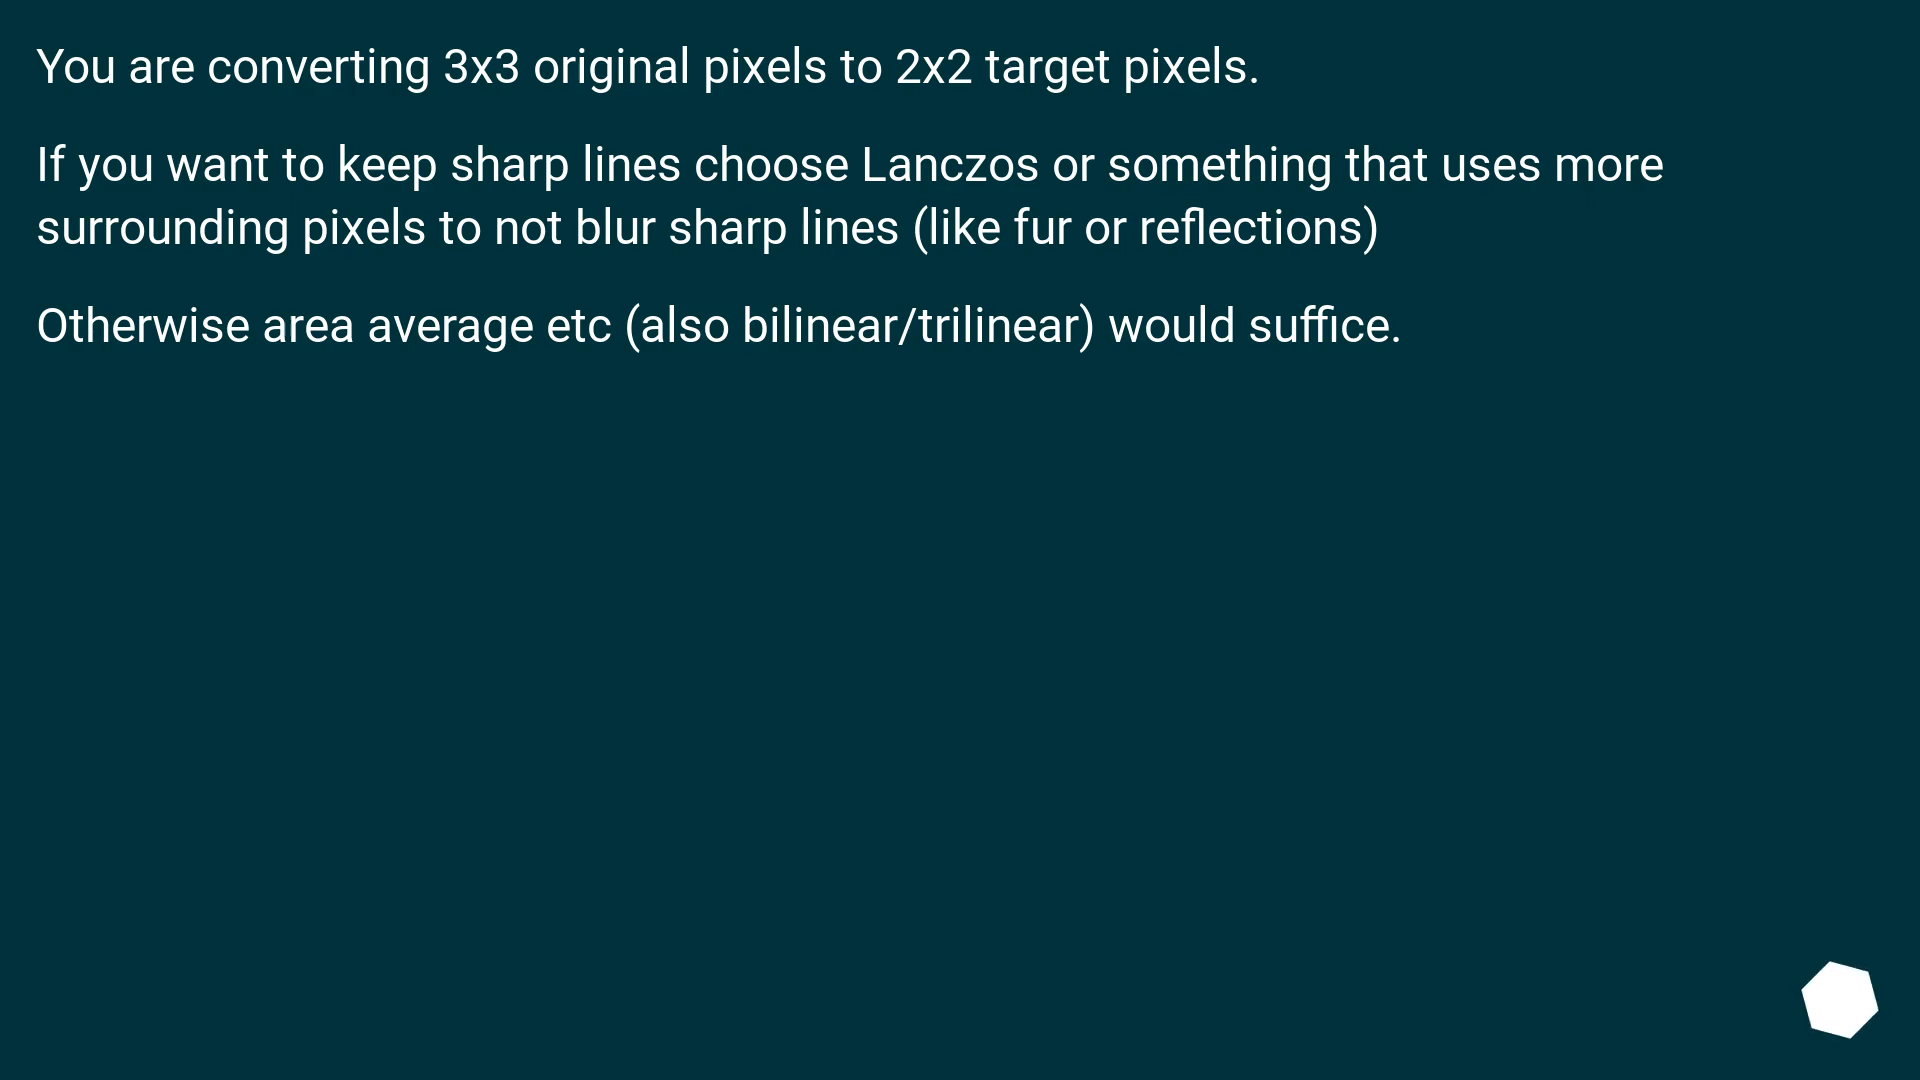 You are converting 3x3 original pixels to 2x2 target pixels.
If you want to keep sharp lines choose Lanczos or something that uses more
surrounding pixels to not blur sharp lines (like fur or reflections)
Otherwise area average etc (also bilinear/trilinear) would suffice.